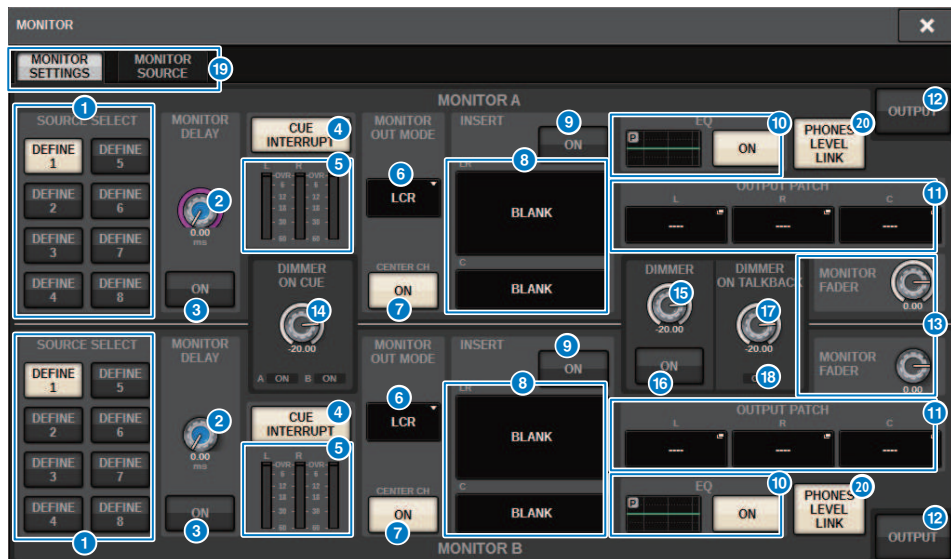 MONITOR
MONITOR SETTINGS
MONITOR SOURCE
19
MONITOR A
12
OUTPUT
1
SOURCE SELECT
DEFINE 1
DEFINE 5
DEFINE 2
DEFINE 6
DEFINE 3
DEFINE 7
DEFINE 4
DEFINE 8
MONITOR DELAY
2
0.00
ms
ON
3
CUE INTERRUPT
4
5
L R
OVR
6
12
18
30
60
MONITOR OUT MODE
6
LCR
CENTER CH
ON
7
INSERT
9
ON
8
LR
BLANK
C
BLANK
EQ
10
P
ON
PHONES LEVEL LINK
20
OUTPUT PATCH
11
L R C
---- ---- ----
DIMMER ON CUE
14
-20.00
A ON B ON
DIMMER
15
-20.00
ON
16
DIMMER ON TALKBACK
17
-20.00
18
MONITOR FADER
0.00
13
MONITOR FADER
0.00
SOURCE SELECT
DEFINE 1
DEFINE 5
DEFINE 2
DEFINE 6
DEFINE 3
DEFINE 7
DEFINE 4
DEFINE 8
1
MONITOR DELAY
2
0.00
ms
ON
3
CUE INTERRUPT
4
5
L R
OVR
6
12
18
30
60
MONITOR OUT MODE
6
LCR
CENTER CH
ON
7
INSERT
9
ON
8
LR
BLANK
C
BLANK
OUTPUT PATCH
11
L R C
---- ---- ----
EQ
10
P
ON
PHONES LEVEL LINK
20
12
OUTPUT
MONITOR B